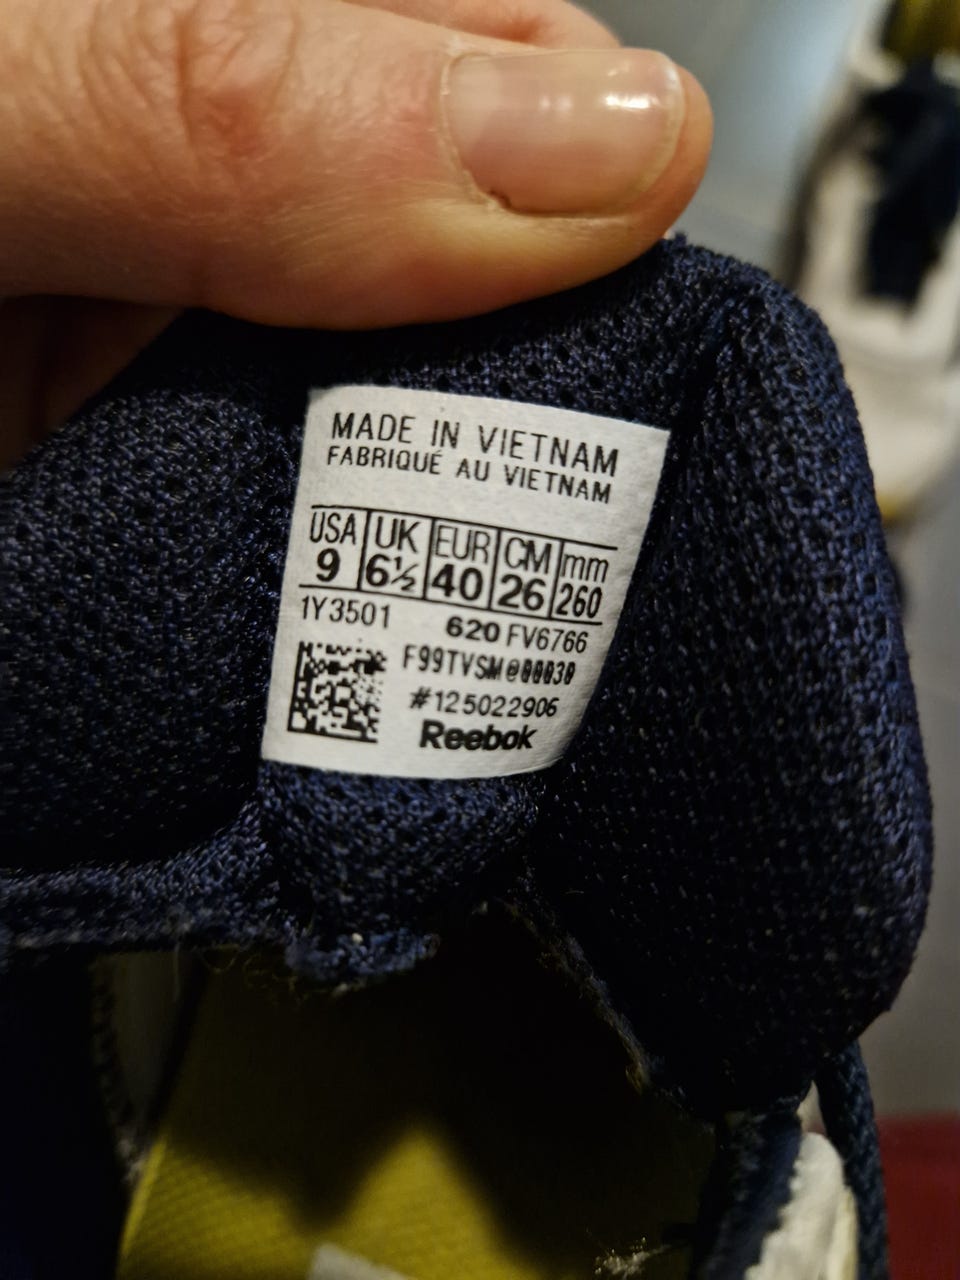 MADE IN VIETNAM
FABRIQUÉ AU VIETNAM
USA UK EUR CM mm
9 6½ 40 26 260
1Y3501 620 FV6766
F99TVSM@00030
#125022906
Reebok